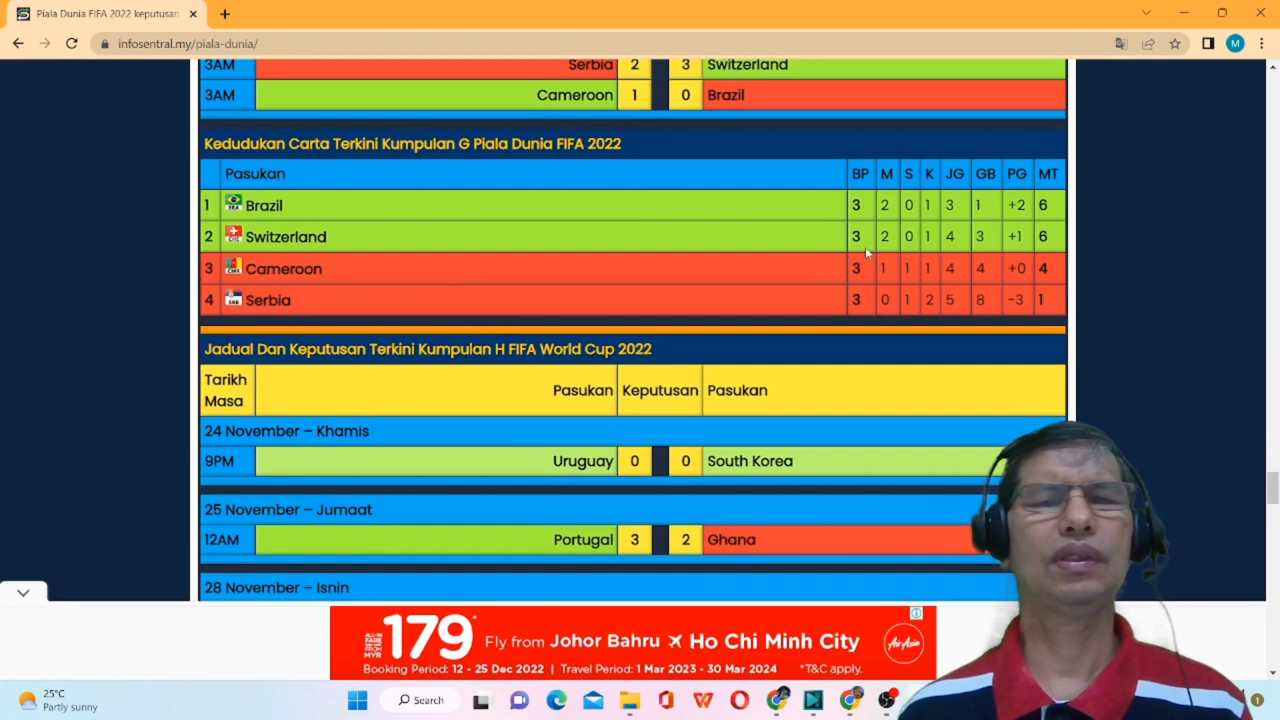 Piala Dunia FIFA 2022 keputusan
infosentral.my/piala-dunia/
M
3AM Serbia 2 3 Switzerland
3AM Cameroon 1 0 Brazil
Kedudukan Carta Terkini Kumpulan G Piala Dunia FIFA 2022
Pasukan BP M S K JG GB PG MT
1 Brazil 3 2 0 1 3 1 +2 6
2 Switzerland 3 2 0 1 4 3 +1 6
3 Cameroon 3 1 1 1 4 4 +0 4
4 Serbia 3 0 1 2 5 8 -3 1
Jadual Dan Keputusan Terkini Kumpulan H FIFA World Cup 2022
Tarikh
Masa Pasukan Keputusan Pasukan
24 November – Khamis
9PM Uruguay 0 0 South Korea
25 November – Jumaat
12AM Portugal 3 2 Ghana
28 November – Isnin
ALL-IN FARE FROM MYR 179* Fly from Johor Bahru Ho Chi Minh City AirAsia
Booking Period: 12 - 25 Dec 2022 | Travel Period: 1 Mar 2023 - 30 Mar 2024 *T&C apply.
25°C
Partly sunny
Search
1